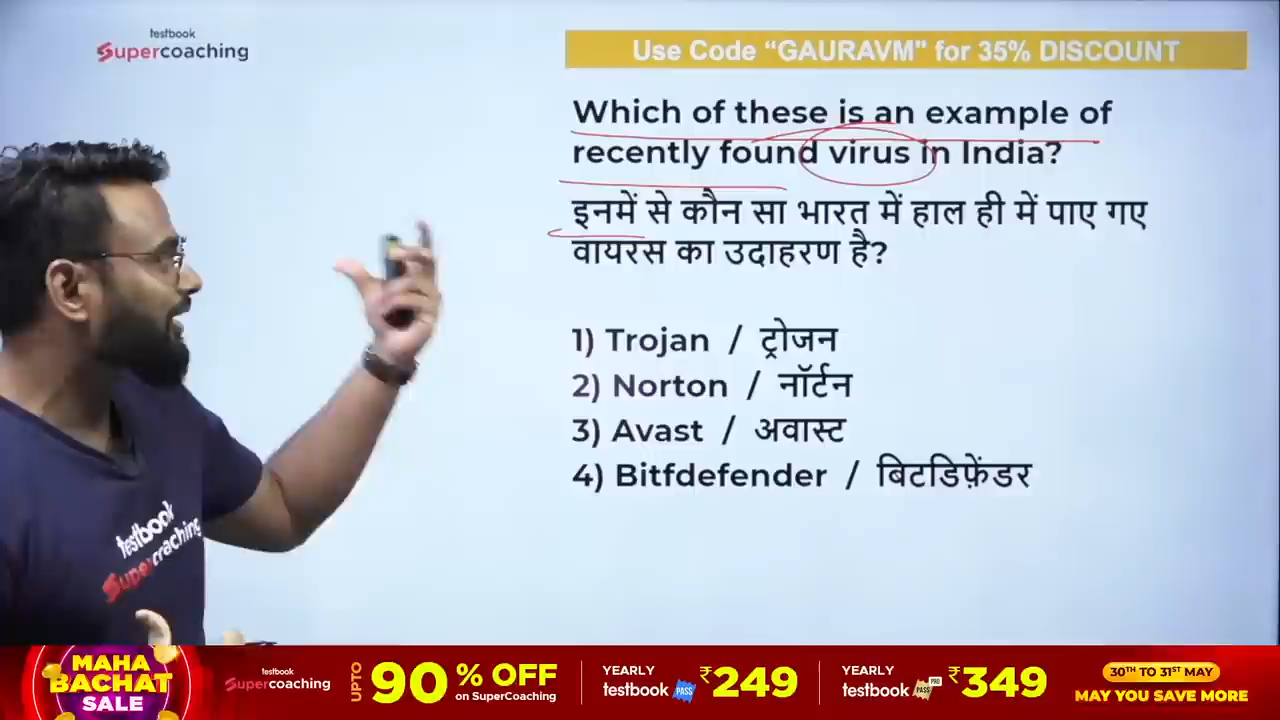 testbook
Supercoaching
Use Code “GAURAVM" for 35% DISCOUNT
Which of these is an example of
recently found virus in India?
इनमें से कौन सा भारत में हाल ही में पाए गए
वायरस का उदाहरण है?
1) Trojan / ट्रोजन
2) Norton / नॉर्टन
3) Avast / अवास्ट
4) Bitfdefender / बिटडिफ़ेंडर
testbook
Supercoaching
MAHA
BACHAT
SALE
testbook
Supercoaching
UPTO 90 % OFF
on SuperCoaching
YEARLY
testbook PASS ₹249
YEARLY
testbook PASS PRO ₹349
30TH TO 31ST MAY
MAY YOU SAVE MORE